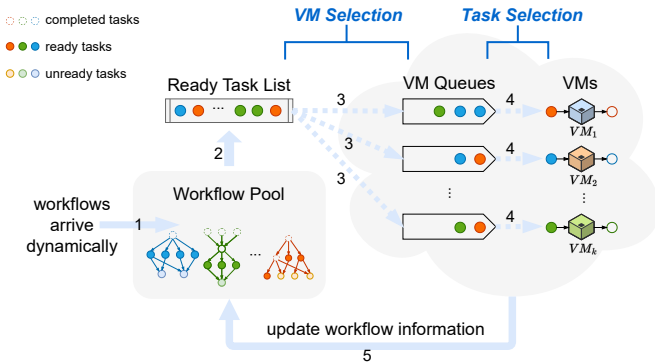 VM Selection
Task Selection
completed tasks
ready tasks
unready tasks
Ready Task List
VM Queues
VMs
...
3
4
VM1
2
3
4
VM2
3
...
...
Workflow Pool
workflows
arrive
dynamically
1
4
VMk
...
update workflow information
5